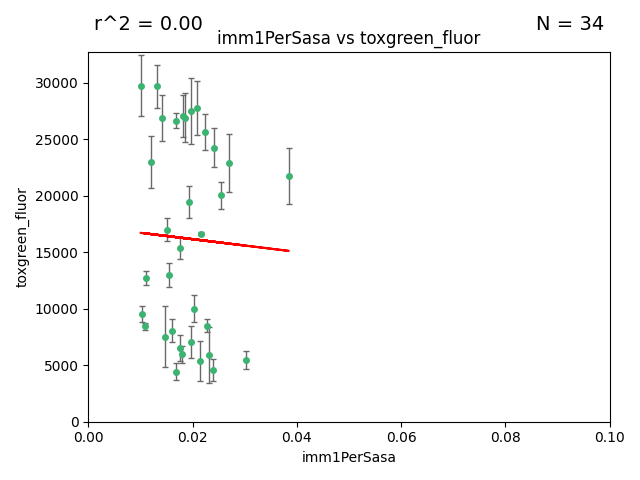 r^2 = 0.00
N = 34
imm1PerSasa vs toxgreen_fluor
30000
25000
20000
15000
10000
5000
0
toxgreen_fluor
0.00
0.02
0.04
0.06
0.08
0.10
imm1PerSasa